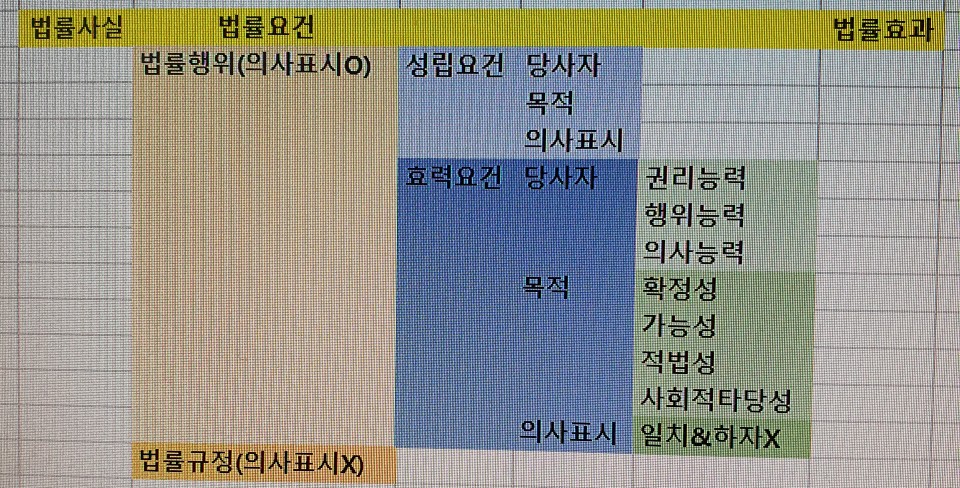 법률사실 법률요건 법률효과
법률행위(의사표시O) 성립요건 당사자
목적
의사표시
효력요건 당사자 권리능력
행위능력
의사능력
목적 확정성
가능성
적법성
사회적타당성
의사표시 일치&하자X
법률규정(의사표시X)